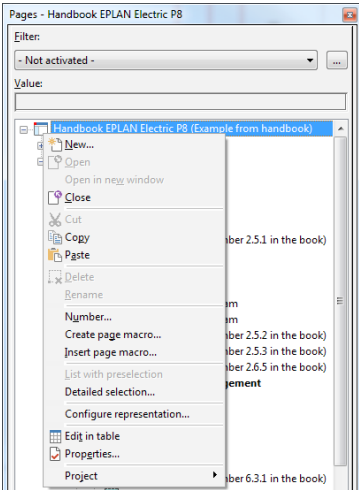 Pages - Handbook EPLAN Electric P8
Filter:
- Not activated -
...
Value:
Handbook EPLAN Electric P8 (Example from handbook)
New...
Open
Open in new window
Close
Cut
Copy
ber 2.5.1 in the book)
Paste
Delete
Rename
am
Number...
am
Create page macro...
ber 2.5.2 in the book)
Insert page macro...
ber 2.5.3 in the book)
List with preselection
ber 2.6.5 in the book)
Detailed selection...
gement
Configure representation...
Edit in table
Properties...
Project
ber 6.3.1 in the book)